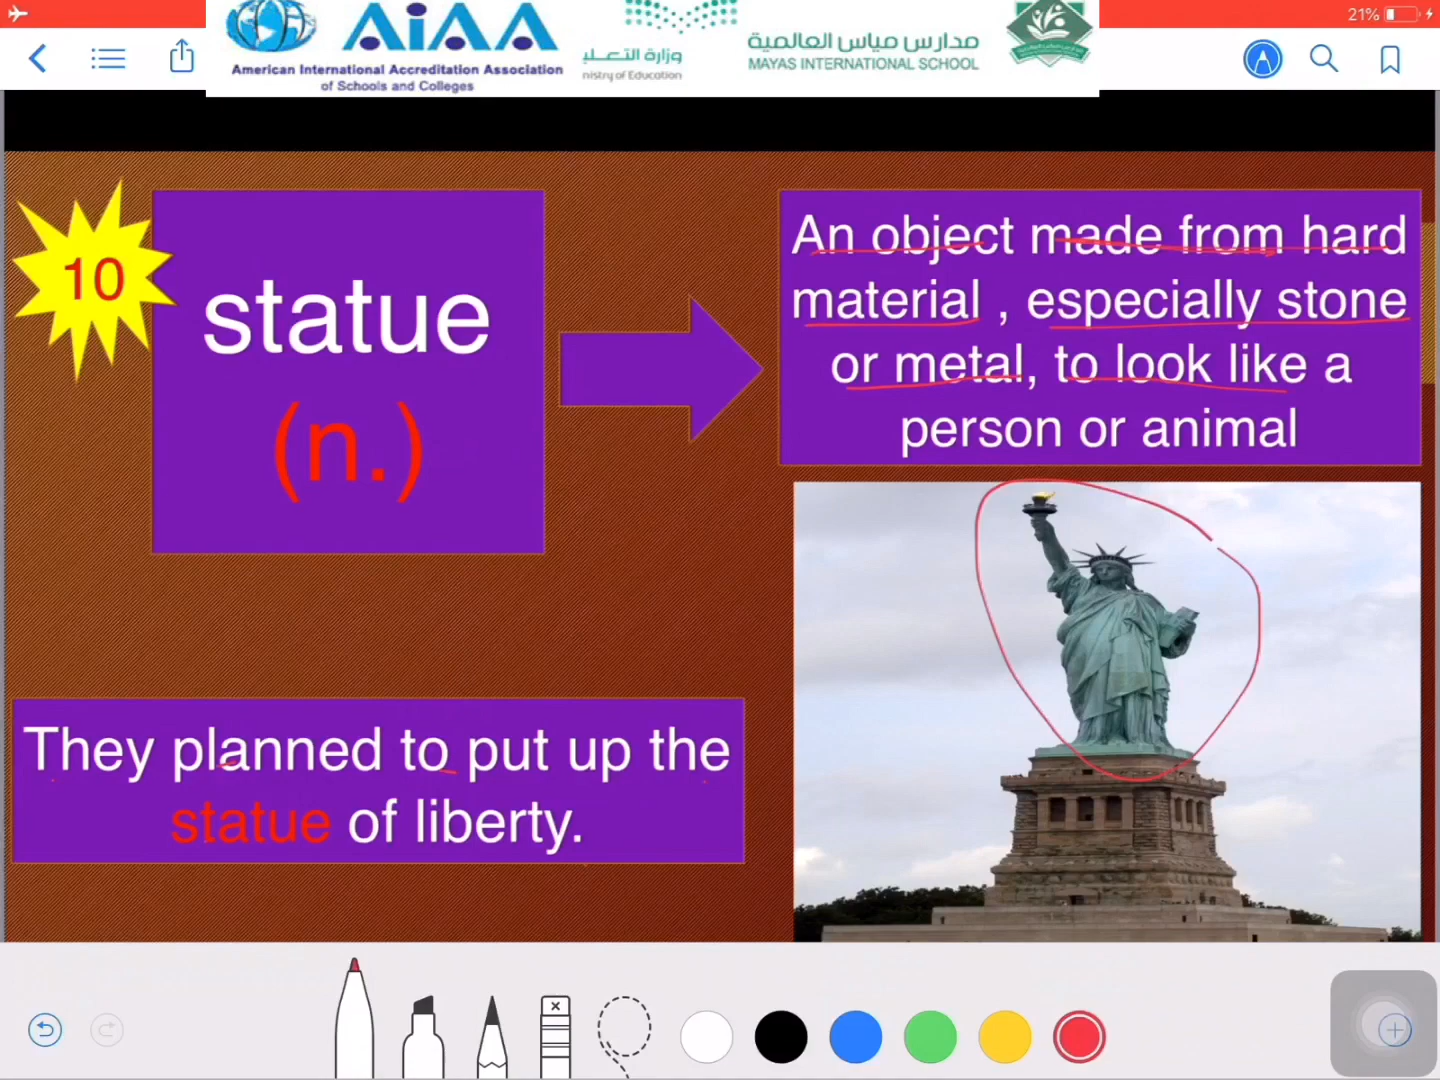 21%
AiAA
American International Accreditation Association
of Schools and Colleges
وزارة التعـليـ
nistry of Education
مدارس مياس العالمية
MAYAS INTERNATIONAL SCHOOL
10
statue
(n.)
An object made from hard
material , especially stone
or metal, to look like a
person or animal
They planned to put up the
statue of liberty.